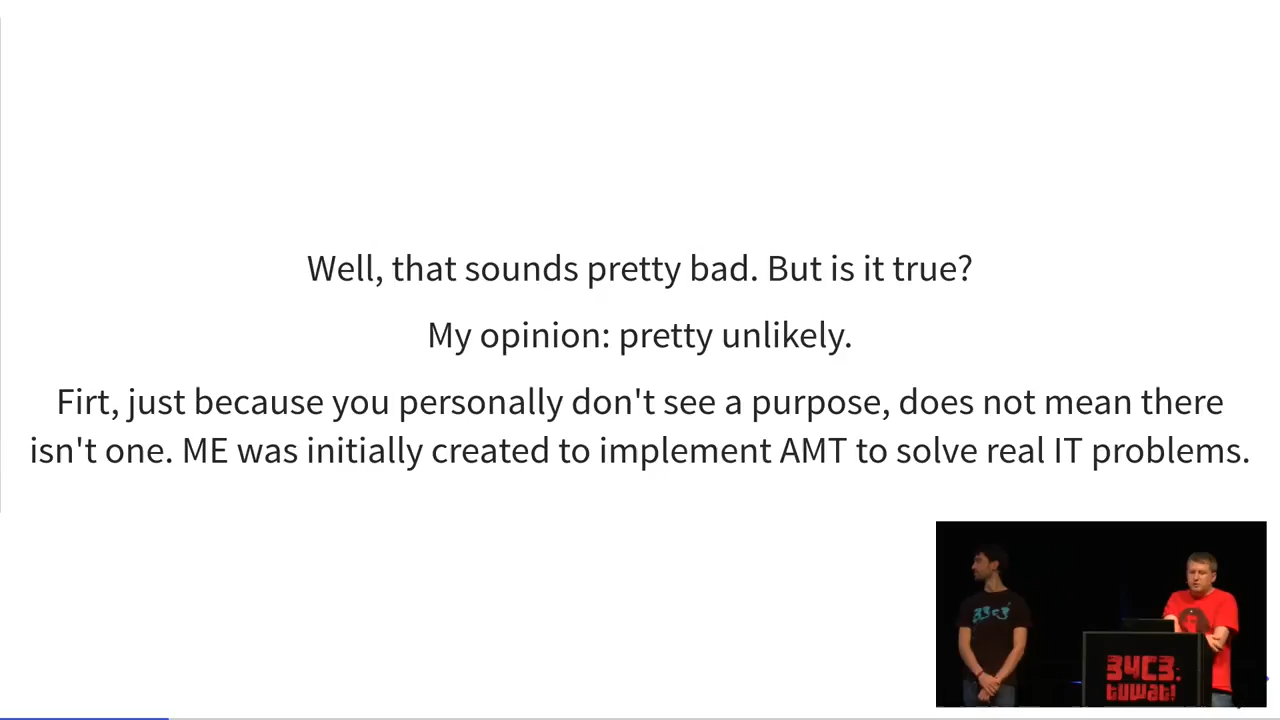 Well, that sounds pretty bad. But is it true?
My opinion: pretty unlikely.
Firt, just because you personally don't see a purpose, does not mean there
isn't one. ME was initially created to implement AMT to solve real IT problems.
33c3
34C3:
tuwat!